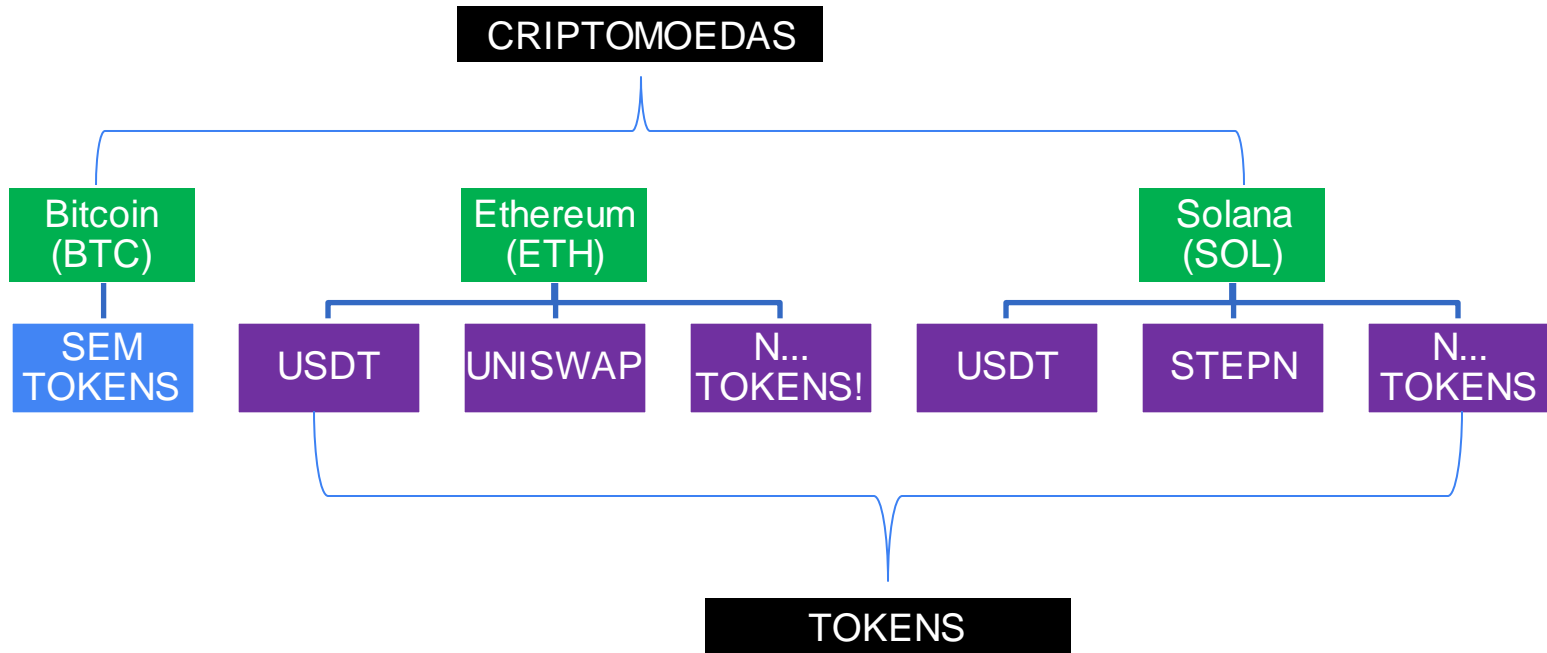 CRIPTOMOEDAS
Bitcoin
(BTC)
Ethereum
(ETH)
Solana
(SOL)
SEM
TOKENS
USDT
UNISWAP
N...
TOKENS!
USDT
STEPN
N...
TOKENS
TOKENS